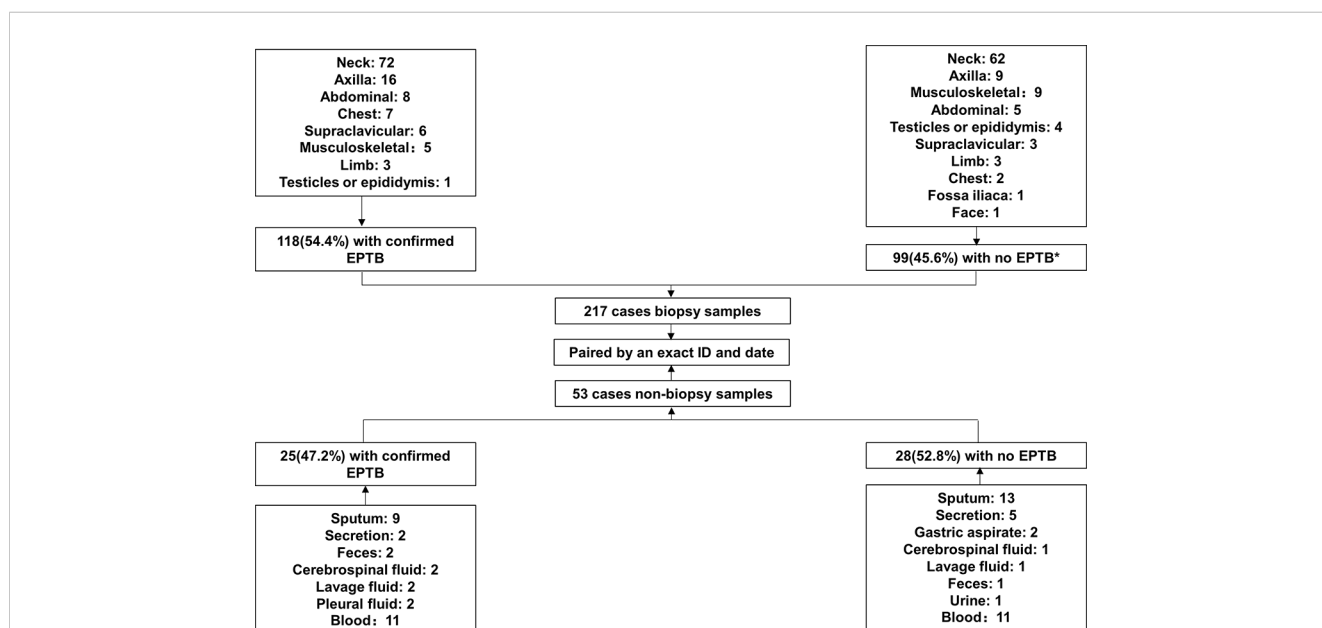 Neck: 72
Axilla: 16
Abdominal: 8
Chest: 7
Supraclavicular: 6
Musculoskeletal：5
Limb: 3
Testicles or epididymis: 1
118(54.4%) with confirmed
EPTB
Neck: 62
Axilla: 9
Musculoskeletal：9
Abdominal: 5
Testicles or epididymis: 4
Supraclavicular: 3
Limb: 3
Chest: 2
Fossa iliaca: 1
Face: 1
99(45.6%) with no EPTB*
217 cases biopsy samples
Paired by an exact ID and date
53 cases non-biopsy samples
25(47.2%) with confirmed
EPTB
Sputum: 9
Secretion: 2
Feces: 2
Cerebrospinal fluid: 2
Lavage fluid: 2
Pleural fluid: 2
Blood：11
28(52.8%) with no EPTB
Sputum: 13
Secretion: 5
Gastric aspirate: 2
Cerebrospinal fluid: 1
Lavage fluid: 1
Feces: 1
Urine: 1
Blood：11